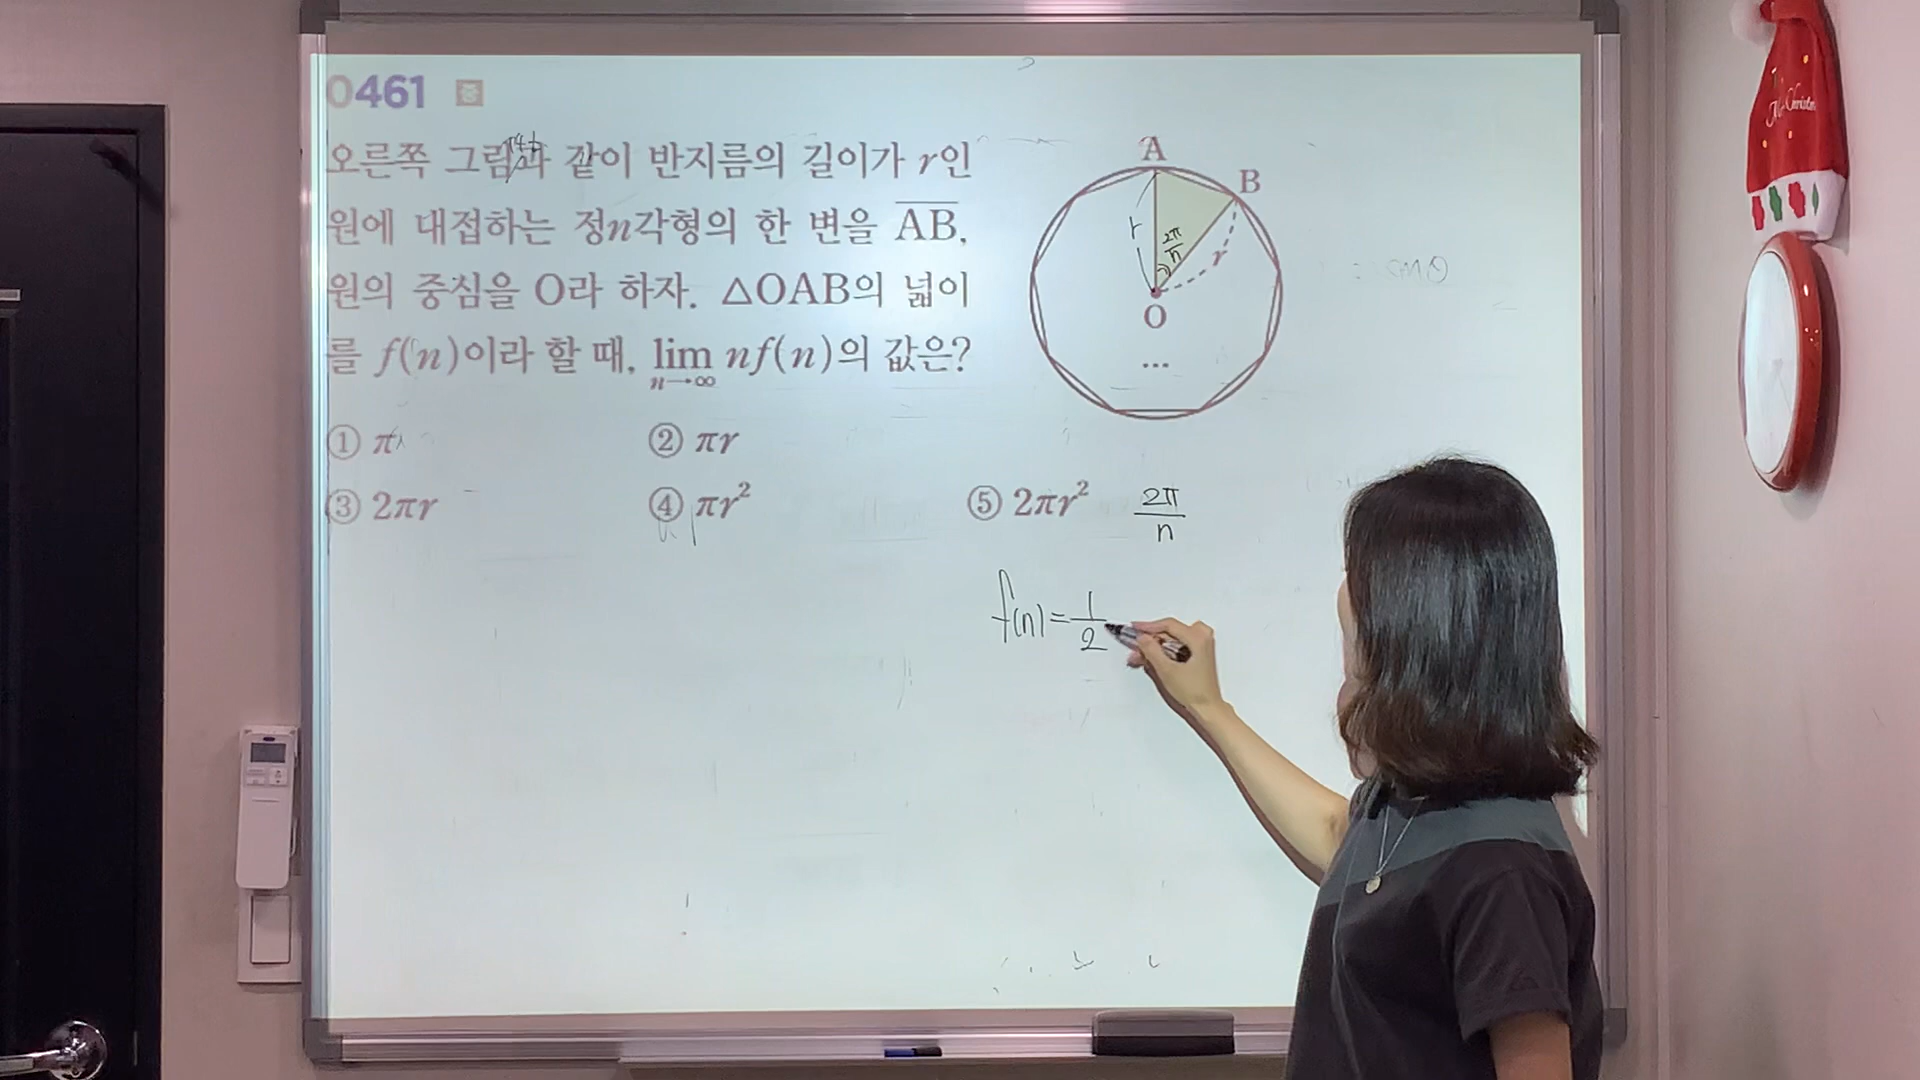 0461 중
오른쪽 그림과 같이 반지름의 길이가 r인
원에 내접하는 정n각형의 한 변을 AB,
원의 중심을 O라 하자. △OAB의 넓이
를 f(n)이라 할 때, lim n→∞ nf(n)의 값은?
① π ② πr
③ 2πr ④ πr² ⑤ 2πr²
A
B
r
2π/n
r
O
...
2π/n
f(n)=1/2
= sinθ